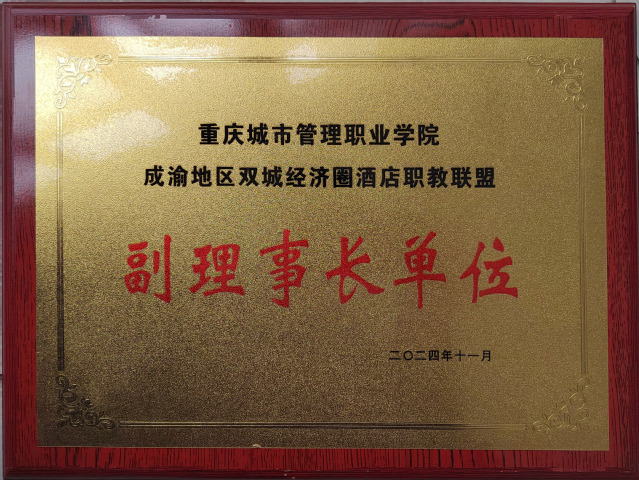 重庆城市管理职业学院
成渝地区双城经济圈酒店职教联盟
副理事长单位
二〇二四年十一月